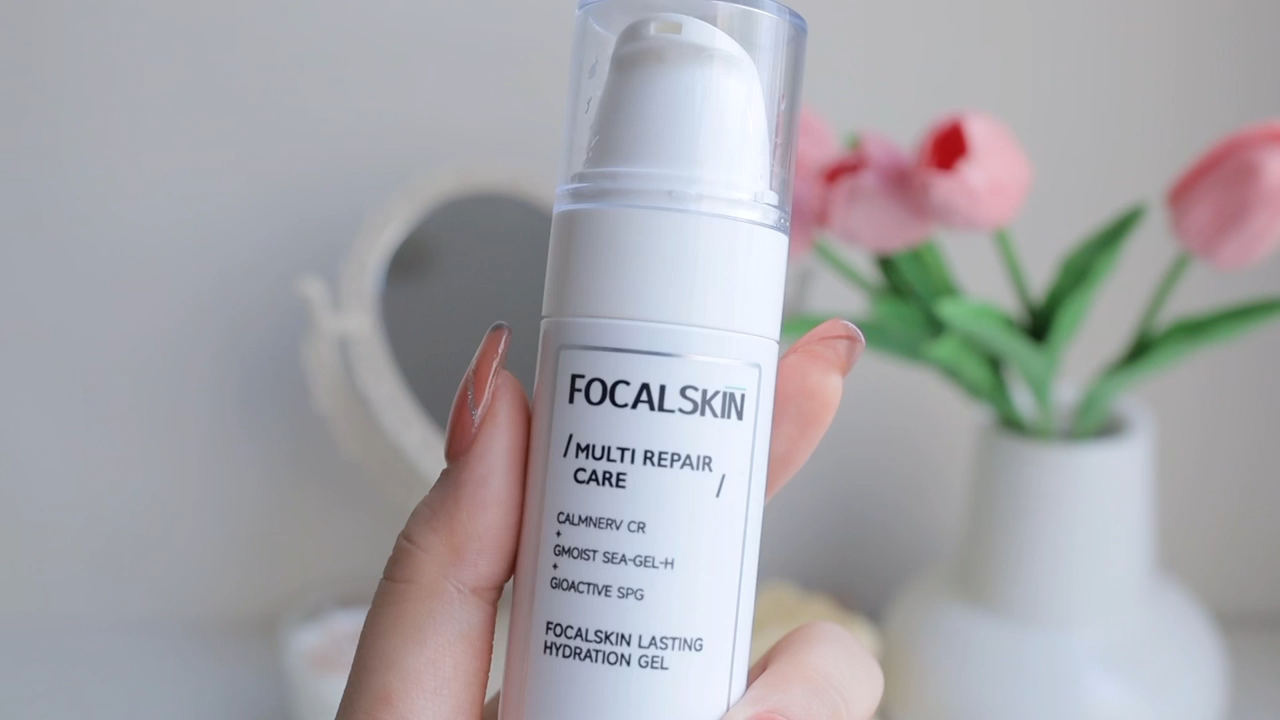 FOCALSKIN
/MULTI REPAIR
CARE /
CALMNERV CR
+
GMOIST SEA-GEL-H
+
GIOACTIVE SPG
FOCALSKIN LASTING
HYDRATION GEL